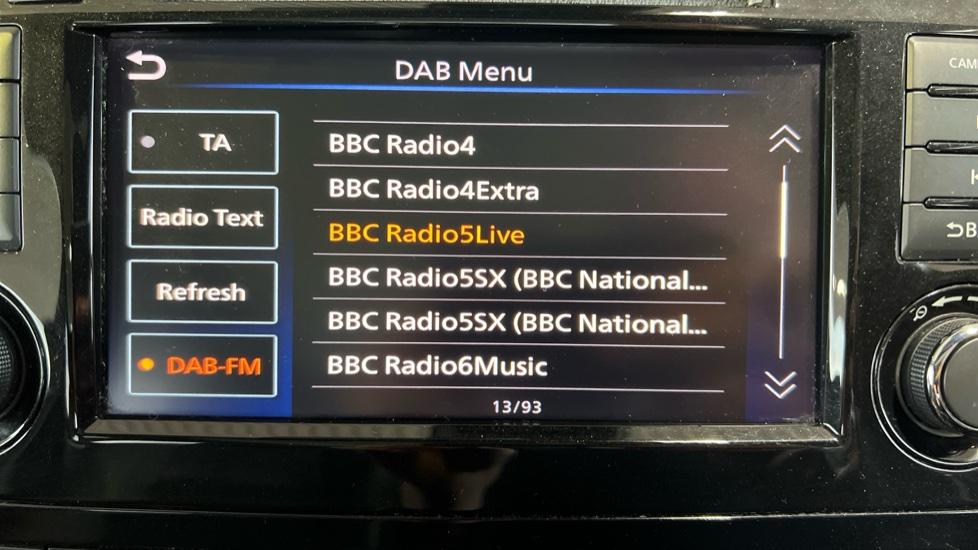 DAB Menu
TA
Radio Text
Refresh
DAB-FM
BBC Radio4
BBC Radio4Extra
BBC Radio5Live
BBC Radio5SX (BBC National...
BBC Radio5SX (BBC National...
BBC Radio6Music
13/93
CAM
K
B